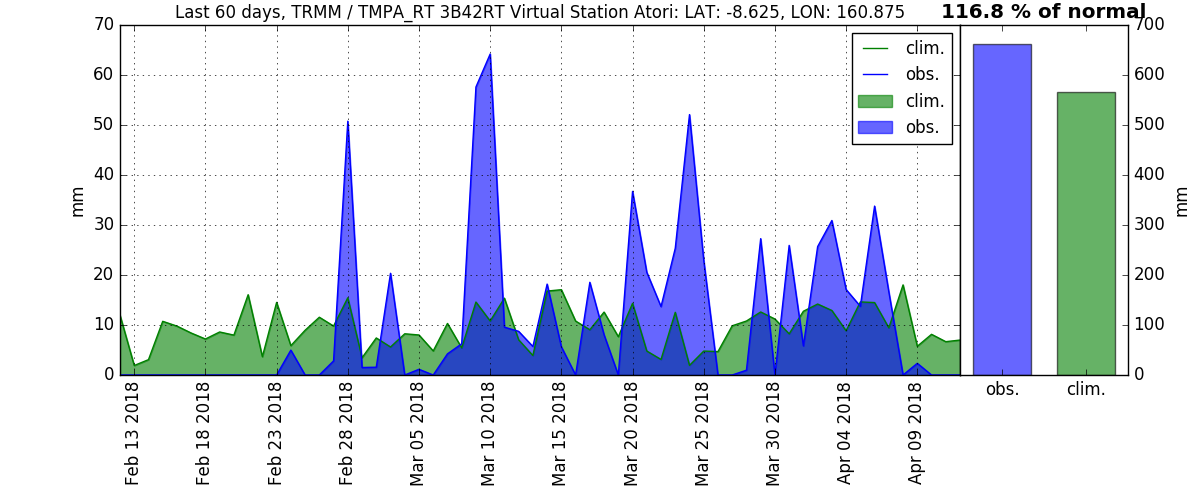 Last 60 days, TRMM / TMPA_RT 3B42RT Virtual Station Atori: LAT: -8.625, LON: 160.875
116.8 % of normal
70
60
50
40
30
20
10
0
mm
clim.
obs.
clim.
obs.
Feb 13 2018
Feb 18 2018
Feb 23 2018
Feb 28 2018
Mar 05 2018
Mar 10 2018
Mar 15 2018
Mar 20 2018
Mar 25 2018
Mar 30 2018
Apr 04 2018
Apr 09 2018
700
600
500
400
300
200
100
0
mm
obs.
clim.